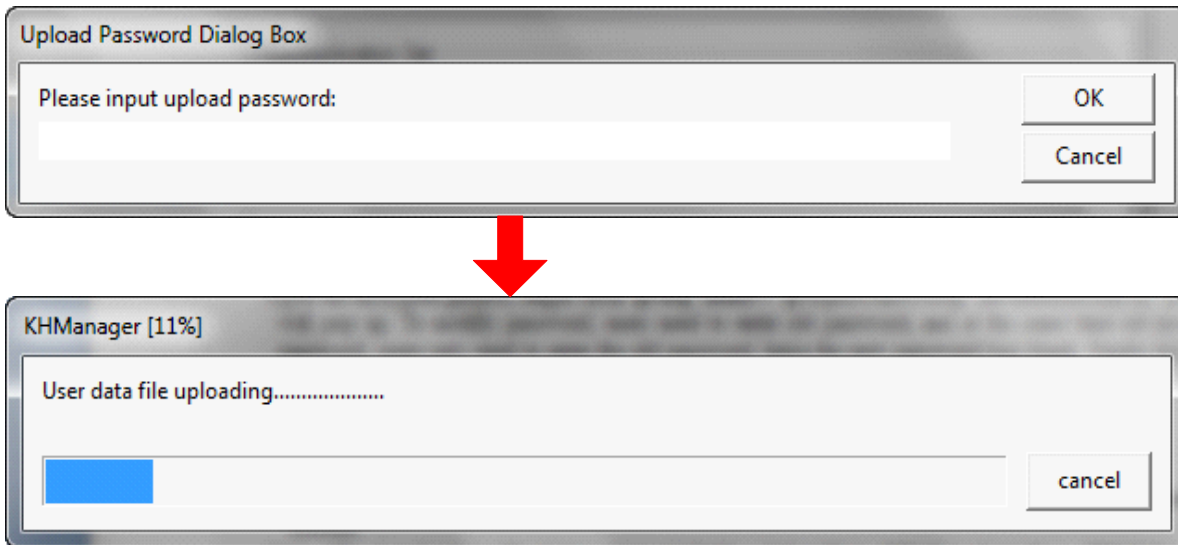 Upload Password Dialog Box
Please input upload password:
OK
Cancel
KHManager [11%]
User data file uploading....................
cancel